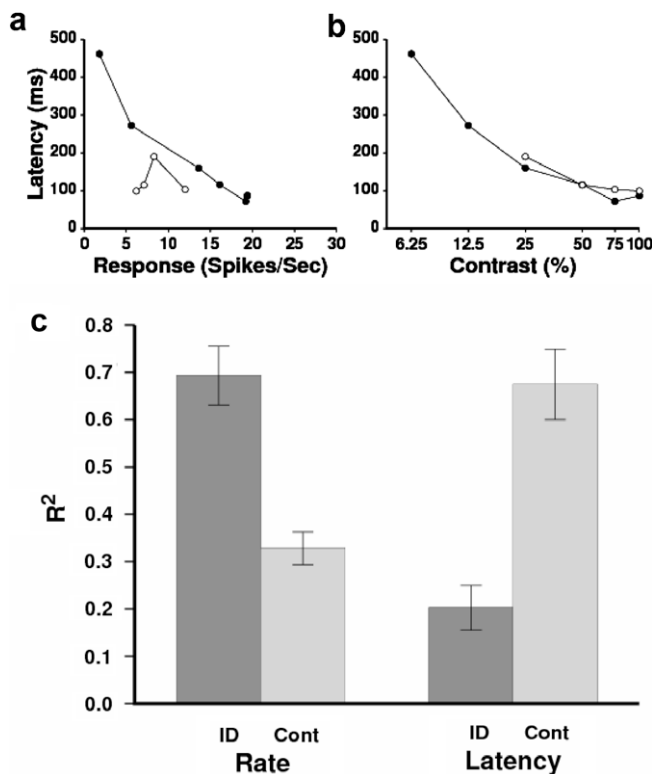 a
b
500
400
300
200
100
0
Latency (ms)
0 5 10 15 20 25 30
Response (Spikes/Sec)
500
400
300
200
100
0
6.25 12.5 25 50 75 100
Contrast (%)
c
0.8
0.7
0.6
0.5
0.4
0.3
0.2
0.1
0.0
R²
ID Cont ID Cont
Rate Latency